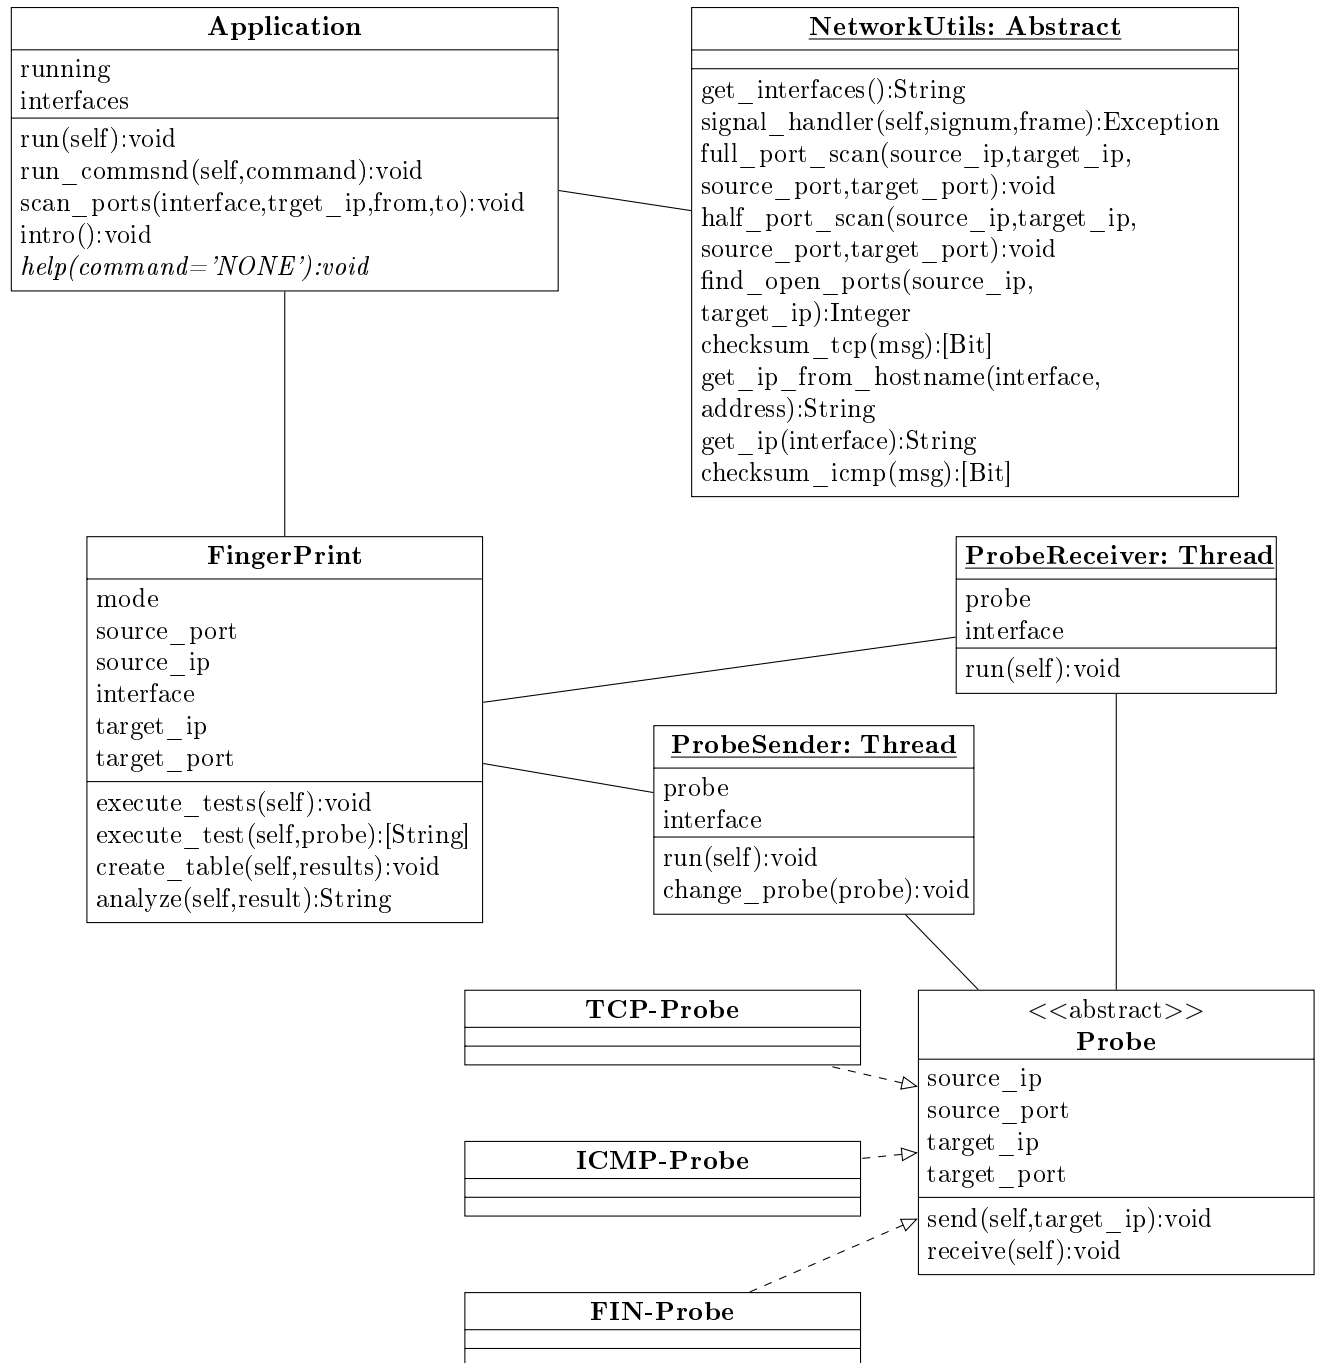 Application
running
interfaces
run(self):void
run_commsnd(self,command):void
scan_ports(interface,trget_ip,from,to):void
intro():void
help(command='NONE'):void
NetworkUtils: Abstract
get_interfaces():String
signal_handler(self,signum,frame):Exception
full_port_scan(source_ip,target_ip,
source_port,target_port):void
half_port_scan(source_ip,target_ip,
source_port,target_port):void
find_open_ports(source_ip,
target_ip):Integer
checksum_tcp(msg):[Bit]
get_ip_from_hostname(interface,
address):String
get_ip(interface):String
checksum_icmp(msg):[Bit]
FingerPrint
mode
source_port
source_ip
interface
target_ip
target_port
execute_tests(self):void
execute_test(self,probe):[String]
create_table(self,results):void
analyze(self,result):String
ProbeReceiver: Thread
probe
interface
run(self):void
ProbeSender: Thread
probe
interface
run(self):void
change_probe(probe):void
TCP-Probe
<<abstract>>
Probe
source_ip
source_port
target_ip
target_port
send(self,target_ip):void
receive(self):void
ICMP-Probe
FIN-Probe